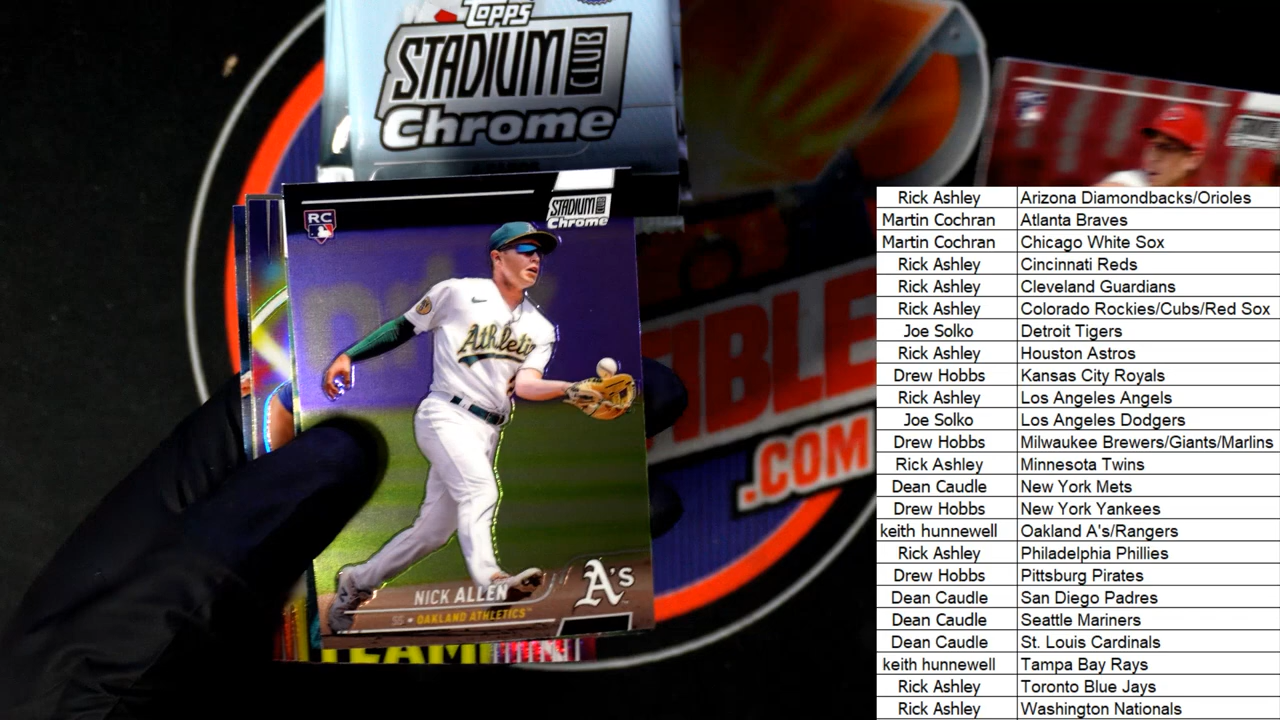 Topps
STADIUM CLUB
Chrome
RC
STADIUM CLUB
Chrome
Athletic
NICK ALLEN
SS • OAKLAND ATHLETICS™
A's
IBLE
.COM
TEAM
Rick Ashley Arizona Diamondbacks/Orioles
Martin Cochran Atlanta Braves
Martin Cochran Chicago White Sox
Rick Ashley Cincinnati Reds
Rick Ashley Cleveland Guardians
Rick Ashley Colorado Rockies/Cubs/Red Sox
Joe Solko Detroit Tigers
Rick Ashley Houston Astros
Drew Hobbs Kansas City Royals
Rick Ashley Los Angeles Angels
Joe Solko Los Angeles Dodgers
Drew Hobbs Milwaukee Brewers/Giants/Marlins
Rick Ashley Minnesota Twins
Dean Caudle New York Mets
Drew Hobbs New York Yankees
keith hunnewell Oakland A's/Rangers
Rick Ashley Philadelphia Phillies
Drew Hobbs Pittsburg Pirates
Dean Caudle San Diego Padres
Dean Caudle Seattle Mariners
Dean Caudle St. Louis Cardinals
keith hunnewell Tampa Bay Rays
Rick Ashley Toronto Blue Jays
Rick Ashley Washington Nationals